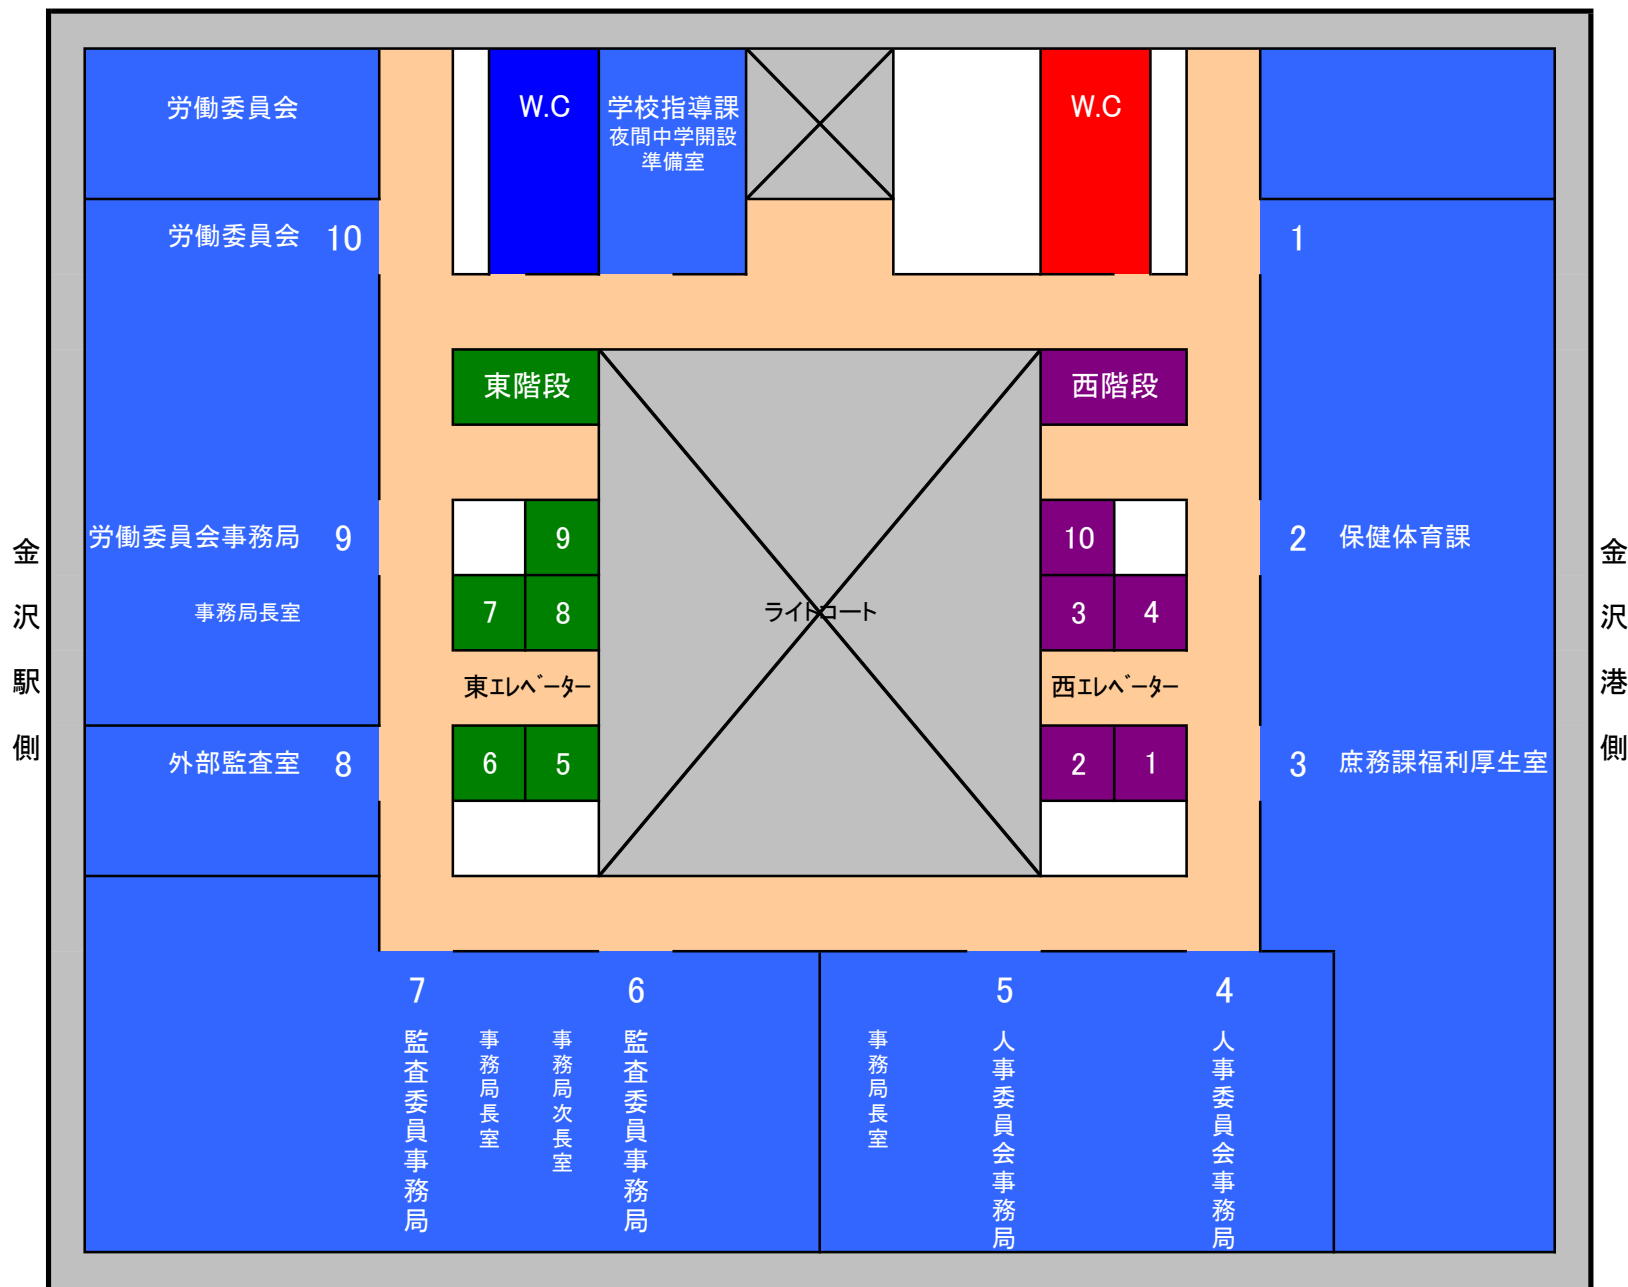 労働委員会
W.C
学校指導課
夜間中学開設
準備室
W.C
労働委員会 10
1
東階段
西階段
労働委員会事務局 9
9
10
2 保健体育課
事務局長室
7
8
ライトコート
3
4
東エレベーター
西エレベーター
外部監査室 8
6
5
2
1
3 庶務課福利厚生室
金沢駅側
金沢港側
7
監査委員事務局
事務局長室
事務局次長室
6
監査委員事務局
事務局長室
5
人事委員会事務局
4
人事委員会事務局